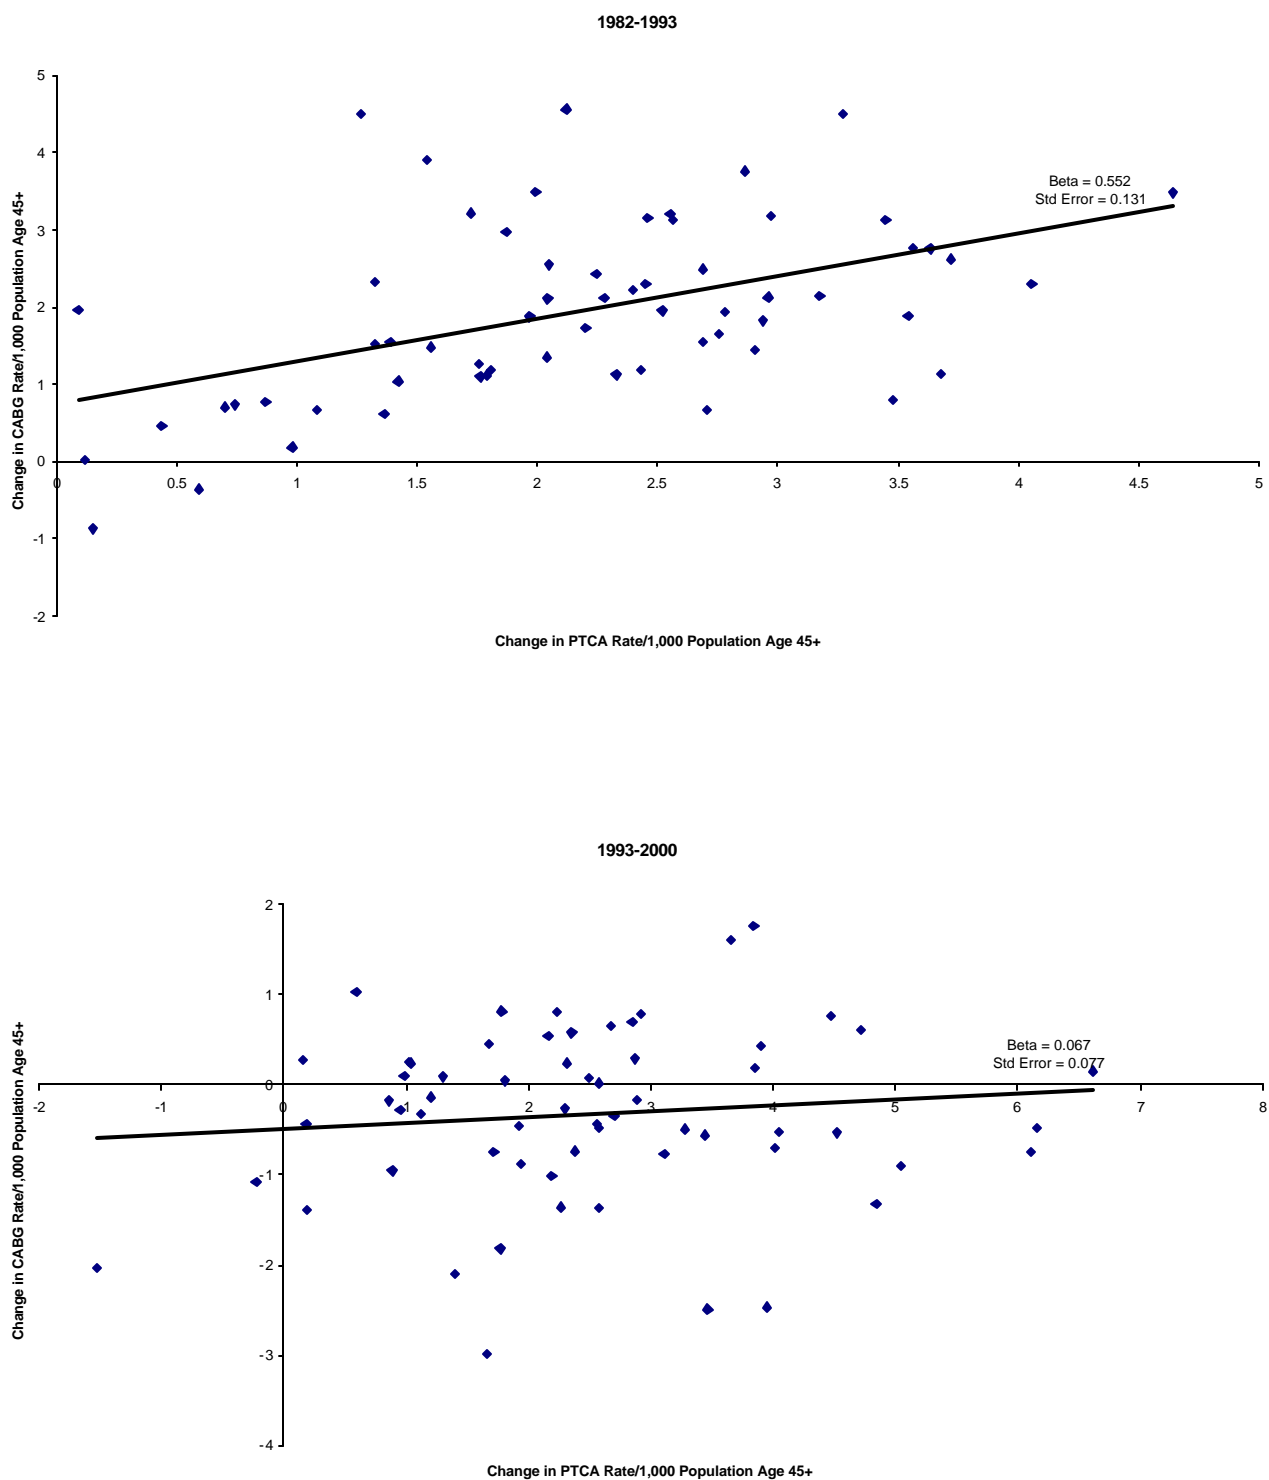 1982-1993
5
4
3
2
1
0
-1
-2
0 0.5 1 1.5 2 2.5 3 3.5 4 4.5 5
Beta = 0.552
Std Error = 0.131
Change in CABG Rate/1,000 Population Age 45+
Change in PTCA Rate/1,000 Population Age 45+
1993-2000
2
1
0
-1
-2
-3
-4
-2 -1 0 1 2 3 4 5 6 7 8
Beta = 0.067
Std Error = 0.077
Change in CABG Rate/1,000 Population Age 45+
Change in PTCA Rate/1,000 Population Age 45+